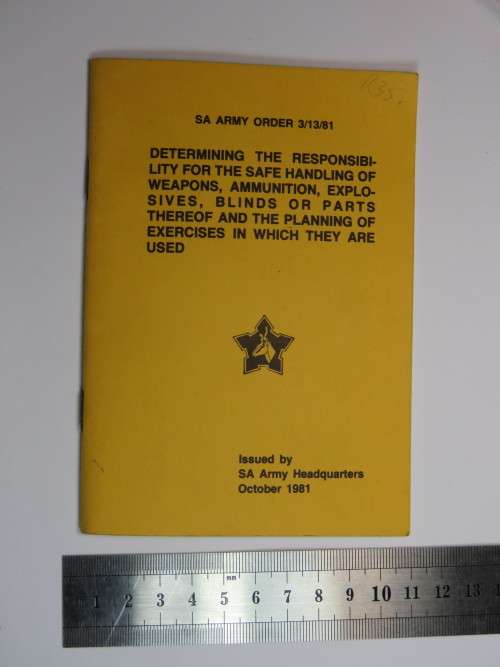 R35.
SA ARMY ORDER 3/13/81
DETERMINING THE RESPONSIBI-
LITY FOR THE SAFE HANDLING OF
WEAPONS, AMMUNITION, EXPLO-
SIVES, BLINDS OR PARTS
THEREOF AND THE PLANNING OF
EXERCISES IN WHICH THEY ARE
USED
Issued by
SA Army Headquarters
October 1981
mm
1 2 3 4 5 6 7 8 9 10 11 12 13